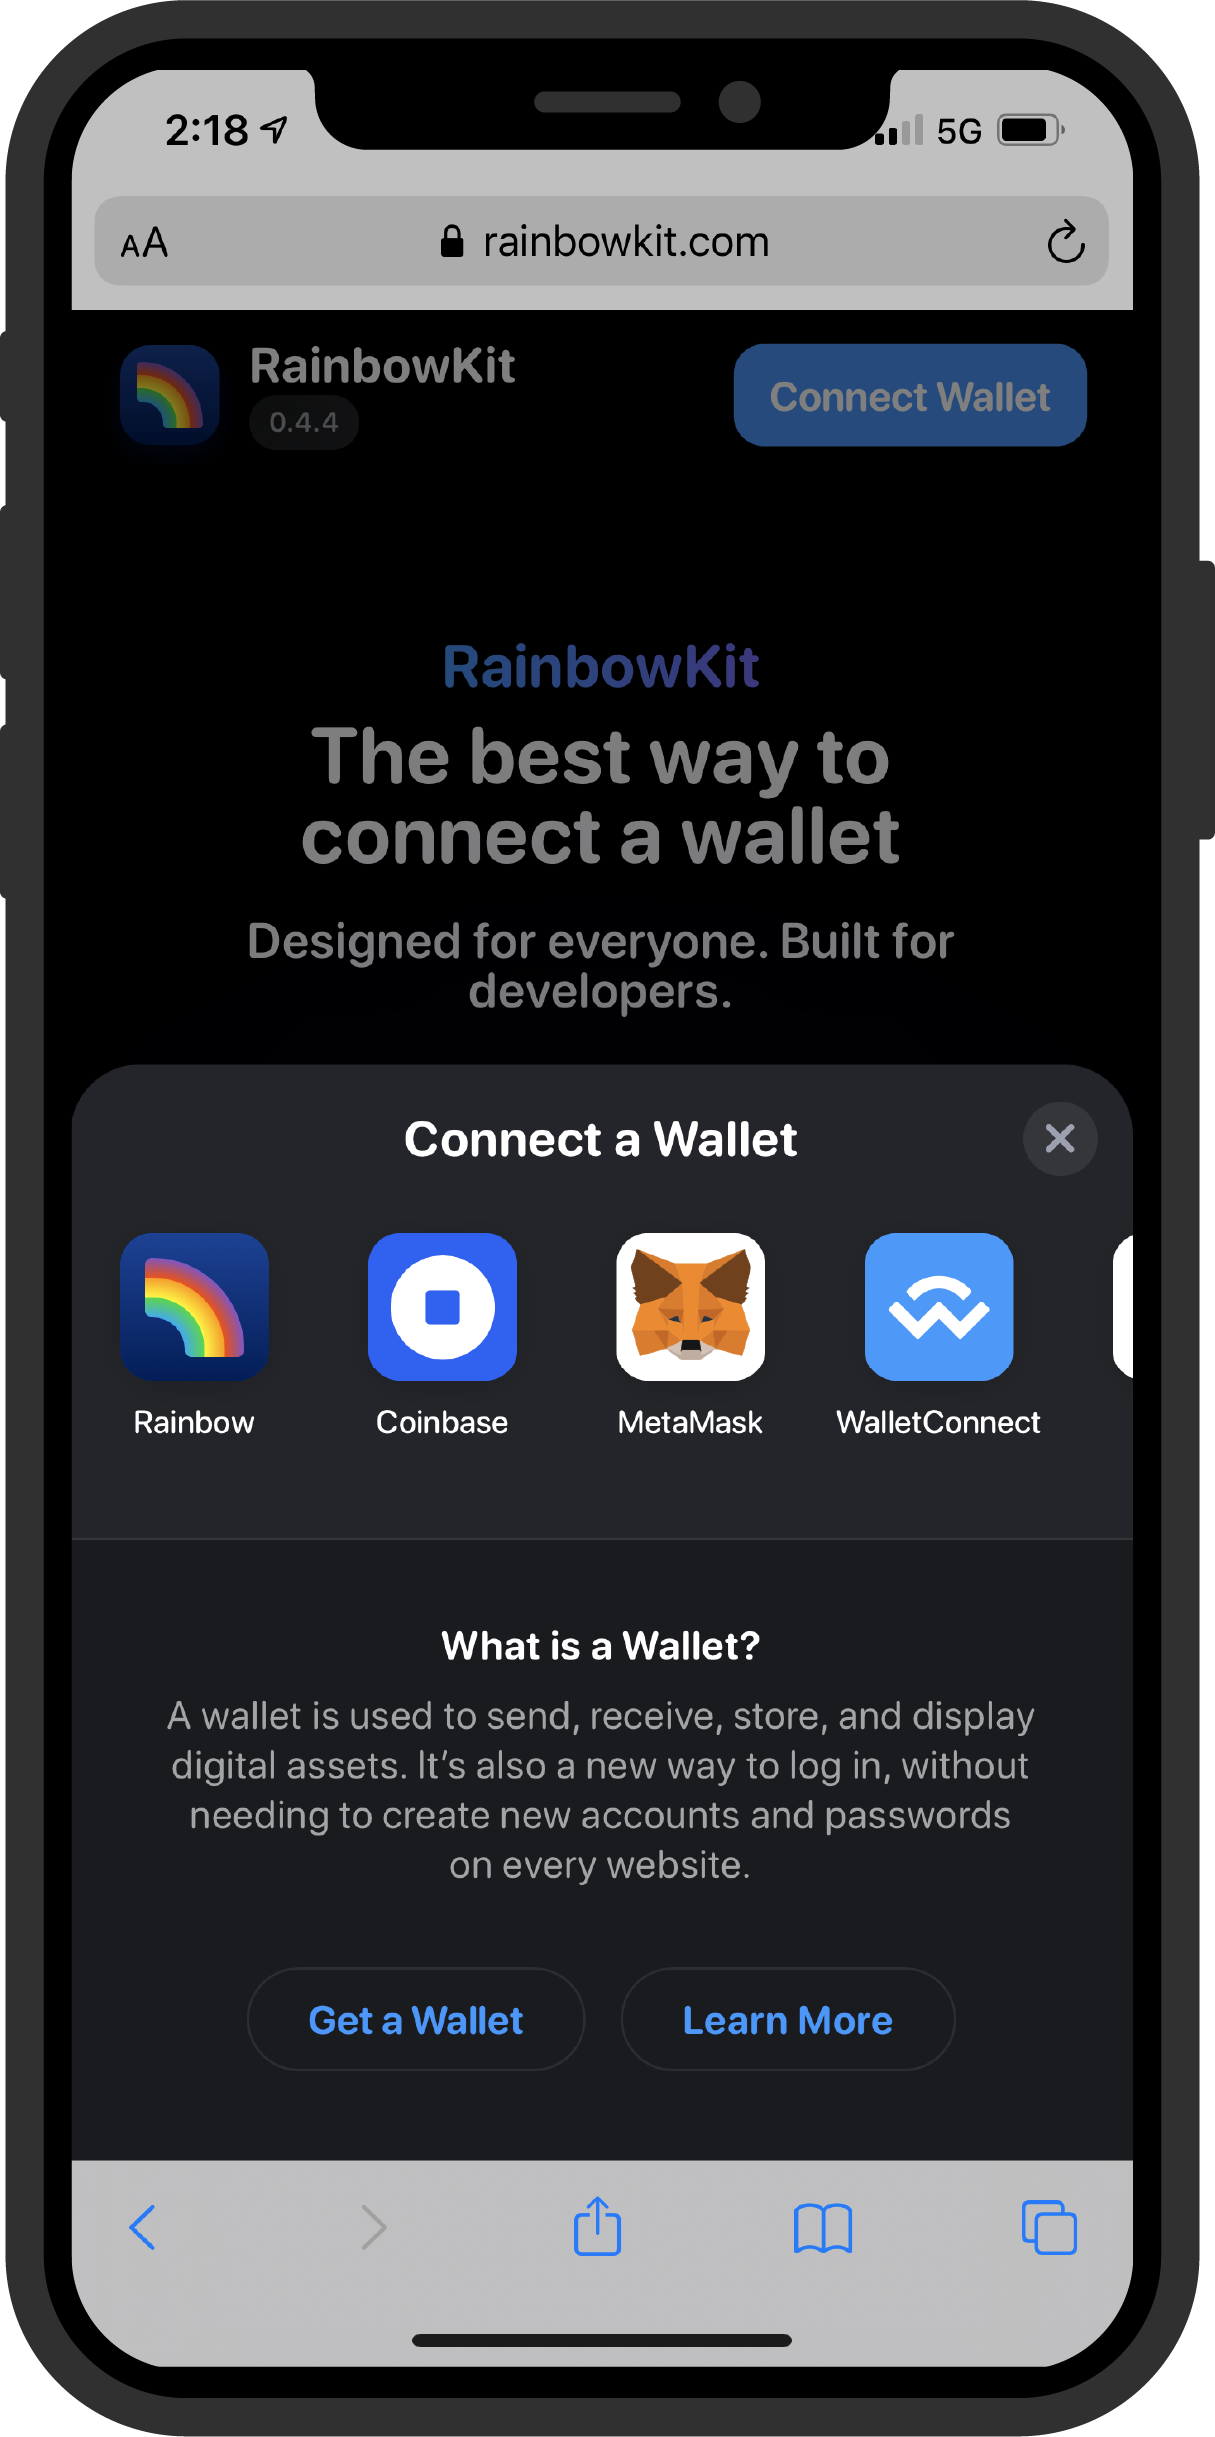 2:18
5G
AA
rainbowkit.com
RainbowKit
0.4.4
Connect Wallet
RainbowKit
The best way to
connect a wallet
Designed for everyone. Built for
developers.
Connect a Wallet
Rainbow
Coinbase
MetaMask
WalletConnect
What is a Wallet?
A wallet is used to send, receive, store, and display
digital assets. It’s also a new way to log in, without
needing to create new accounts and passwords
on every website.
Get a Wallet
Learn More